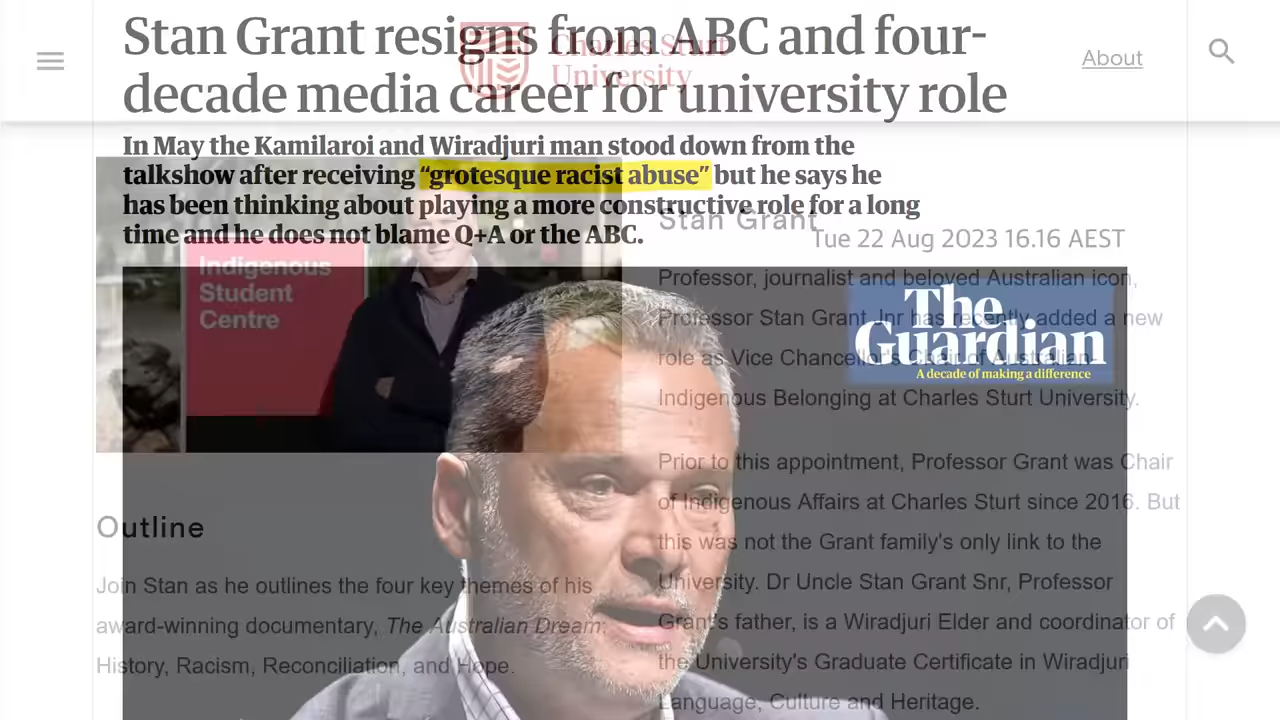 Stan Grant resigns from ABC and four-
decade media career for university role
Charles Sturt
University
About
In May the Kamilaroi and Wiradjuri man stood down from the
talkshow after receiving “grotesque racist abuse” but he says he
has been thinking about playing a more constructive role for a long
time and he does not blame Q+A or the ABC.
Tue 22 Aug 2023 16.16 AEST
The
Guardian
A decade of making a difference
Indigenous
Student
Centre
Outline
Join Stan as he outlines the four key themes of his
award-winning documentary, The Australian Dream:
History, Racism, Reconciliation, and Hope.
Stan Grant
Professor, journalist and beloved Australian icon,
Professor Stan Grant Jnr has recently added a new
role as Vice Chancellor's Chair of Australian
Indigenous Belonging at Charles Sturt University.
Prior to this appointment, Professor Grant was Chair
of Indigenous Affairs at Charles Sturt since 2016. But
this was not the Grant family's only link to the
University. Dr Uncle Stan Grant Snr, Professor
Grant's father, is a Wiradjuri Elder and coordinator of
the University's Graduate Certificate in Wiradjuri
Language, Culture and Heritage.